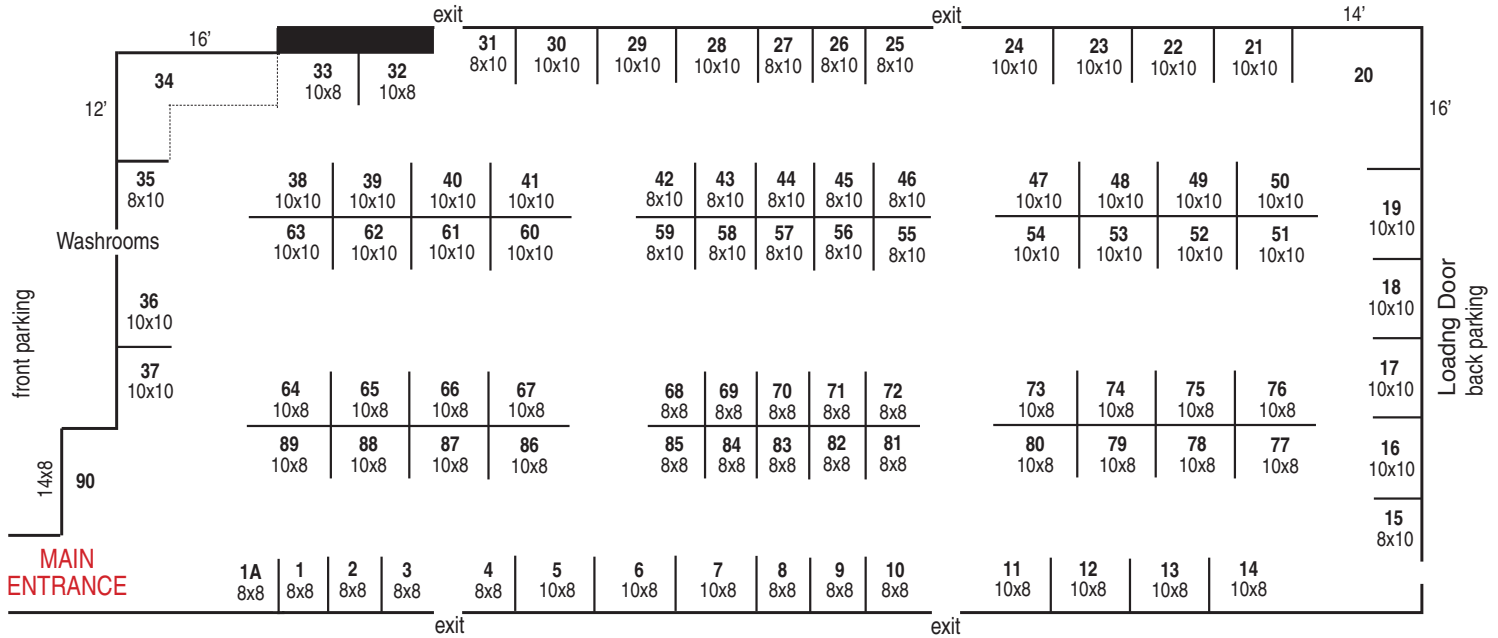 exit
exit
14'
16'
31
8x10
30
10x10
29
10x10
28
10x10
27
8x10
26
8x10
25
8x10
24
10x10
23
10x10
22
10x10
21
10x10
20
34
33
10x8
32
10x8
12'
16'
35
8x10
38
10x10
39
10x10
40
10x10
41
10x10
42
8x10
43
8x10
44
8x10
45
8x10
46
8x10
47
10x10
48
10x10
49
10x10
50
10x10
19
10x10
Washrooms
63
10x10
62
10x10
61
10x10
60
10x10
59
8x10
58
8x10
57
8x10
56
8x10
55
8x10
54
10x10
53
10x10
52
10x10
51
10x10
front parking
36
10x10
18
10x10
Loadng Door
back parking
37
10x10
17
10x10
64
10x8
65
10x8
66
10x8
67
10x8
68
8x8
69
8x8
70
8x8
71
8x8
72
8x8
73
10x8
74
10x8
75
10x8
76
10x8
89
10x8
88
10x8
87
10x8
86
10x8
85
8x8
84
8x8
83
8x8
82
8x8
81
8x8
80
10x8
79
10x8
78
10x8
77
10x8
16
10x10
14x8
90
15
8x10
MAIN
ENTRANCE
1A
8x8
1
8x8
2
8x8
3
8x8
4
8x8
5
10x8
6
10x8
7
10x8
8
8x8
9
8x8
10
8x8
11
10x8
12
10x8
13
10x8
14
10x8
exit
exit